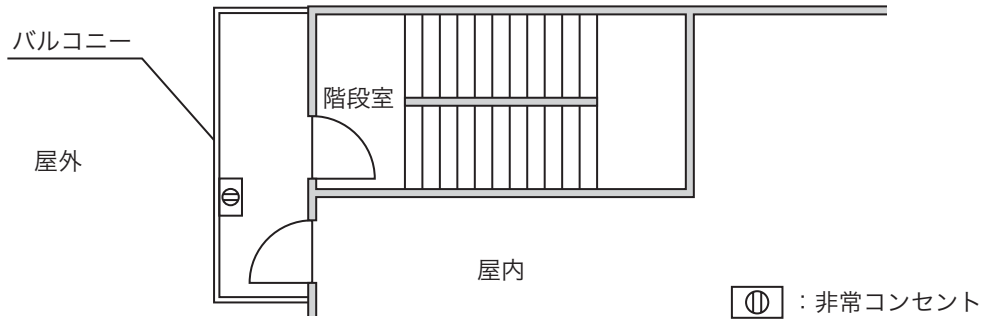 バルコニー
階段室
屋外
屋内
：非常コンセント